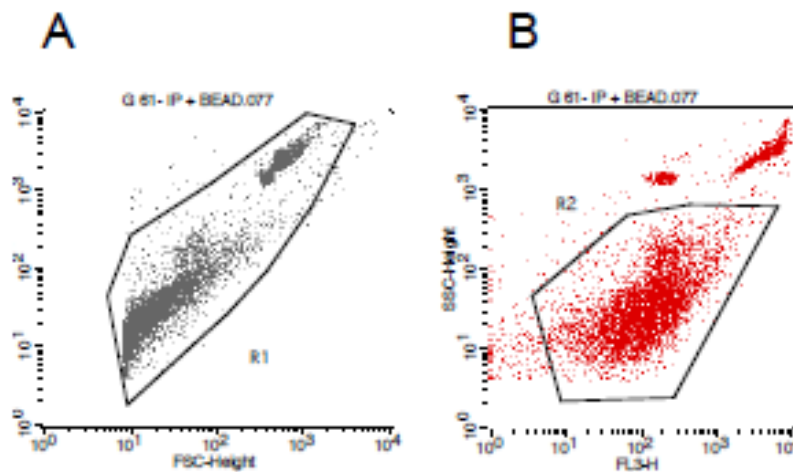 A
B
G 61- IP + BEAD.077
G 61- IP + BEAD.077
10⁴
10³
10²
10¹
10⁰
R1
10⁰ 10¹ 10² 10³ 10⁴
FSC-Height
SSC-Height
10⁴
10³
10²
10¹
10⁰
R2
10⁰ 10¹ 10² 10³
FL3-H